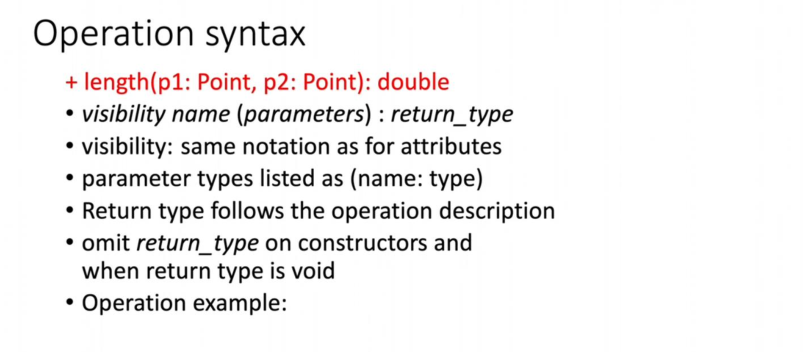 Operation syntax
+ length(p1: Point, p2: Point): double
• visibility name (parameters) : return_type
• visibility: same notation as for attributes
• parameter types listed as (name: type)
• Return type follows the operation description
• omit return_type on constructors and
when return type is void
• Operation example: